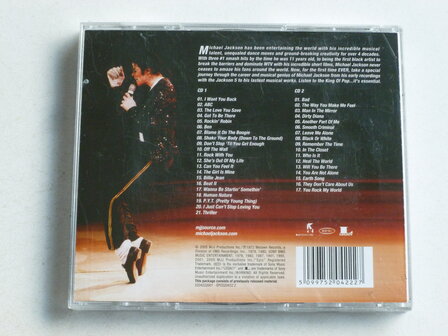 Michael Jackson has been entertaining the world with his incredible musical
talent, unequaled dance moves and ground-breaking creativity for over 4 decades.
With three #1 smash hits by the time he was 11 years old, to being the first black artist to
break the barriers and dominate MTV with his incredible short films, Michael Jackson never
ceases to amaze his fans around the world. Now, for the first time EVER, take a special
journey through the career and musical genius of Michael Jackson from his early recordings
with the Jackson 5 to his lastest musical works. Listen to the King Of Pop...it's essential.
CD 1
1. I Want You Back
2. ABC
3. The Love You Save
4. Got To Be There
5. Rockin' Robin
6. Ben
7. Blame It On The Boogie
8. Shake Your Body (Down To The Ground)
9. Don't Stop 'Til You Get Enough
10. Off The Wall
11. Rock With You
12. She's Out Of My Life
13. Can You Feel It
14. The Girl Is Mine
15. Billie Jean
16. Beat It
17. Wanna Be Startin' Somethin'
18. Human Nature
19. P.Y.T. (Pretty Young Thing)
20. I Just Can't Stop Loving You
21. Thriller
CD 2
1. Bad
2. The Way You Make Me Feel
3. Man In The Mirror
4. Dirty Diana
5. Another Part Of Me
6. Smooth Criminal
7. Leave Me Alone
8. Black Or White
9. Remember The Time
10. In The Closet
11. Who Is It
12. Heal The World
13. Will You Be There
14. You Are Not Alone
15. Earth Song
16. They Don't Care About Us
17. You Rock My World
mjjsource.com
michaeljackson.com
5 099752 042227